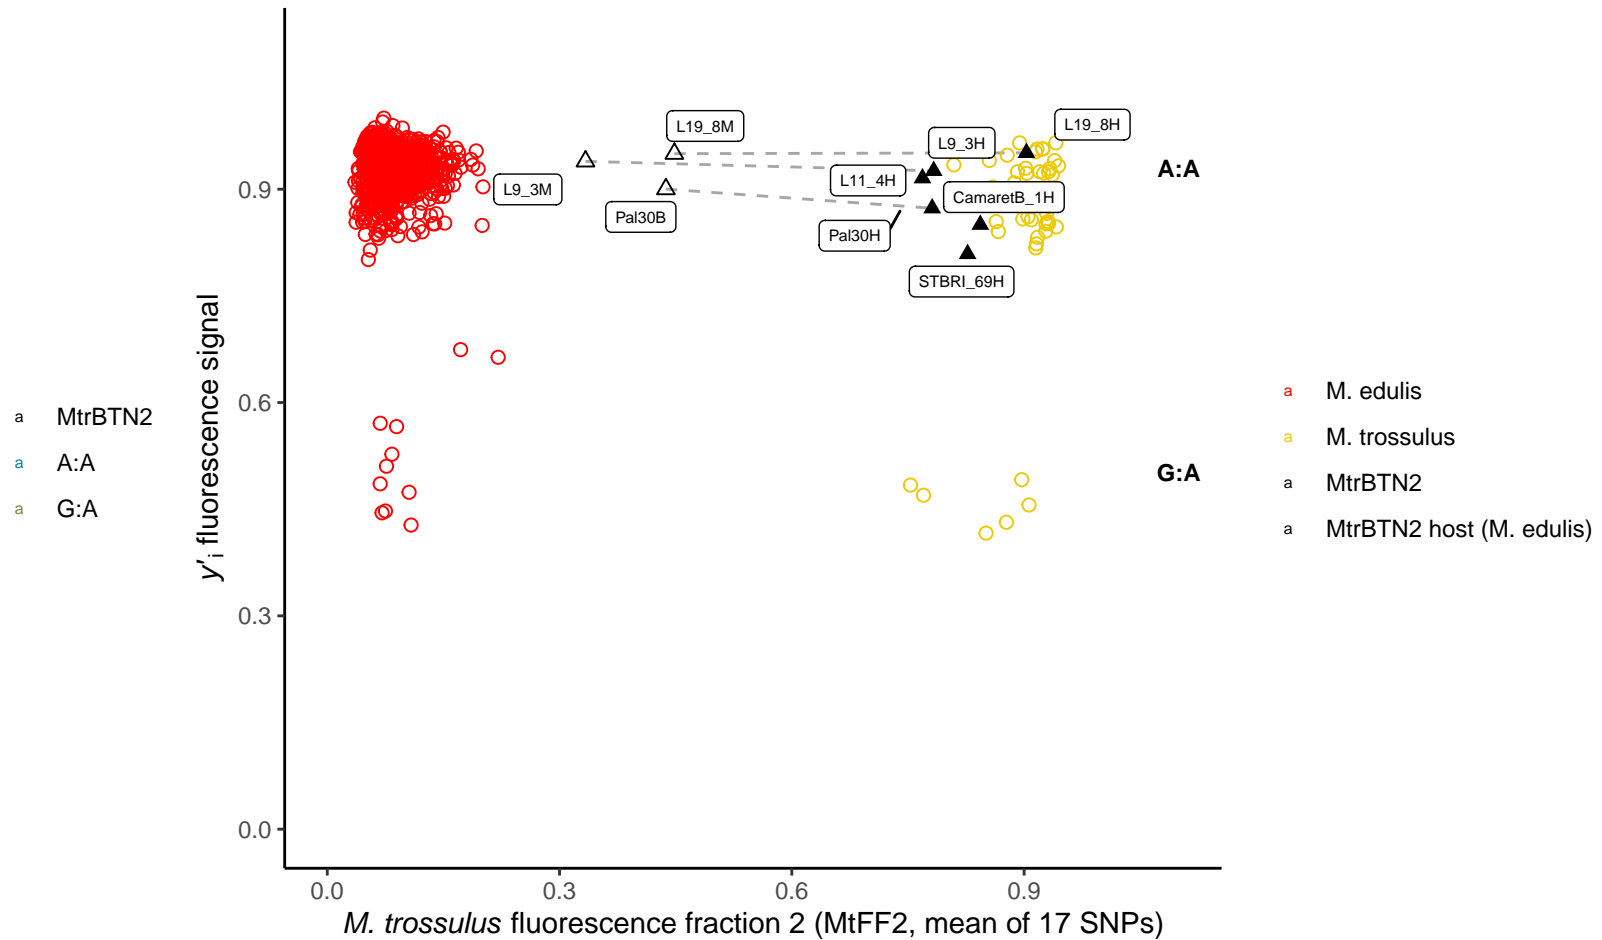 L19_8M
L19_8H
L9_3H
A:A
L9_3M
L11_4H
CamaretB_1H
Pal30B
Pal30H
STBRI_69H
G:A
a MtrBTN2
a A:A
a G:A
y′i fluorescence signal
0.9
0.6
0.3
0.0
0.0 0.3 0.6 0.9
M. trossulus fluorescence fraction 2 (MtFF2, mean of 17 SNPs)
a M. edulis
a M. trossulus
a MtrBTN2
a MtrBTN2 host (M. edulis)